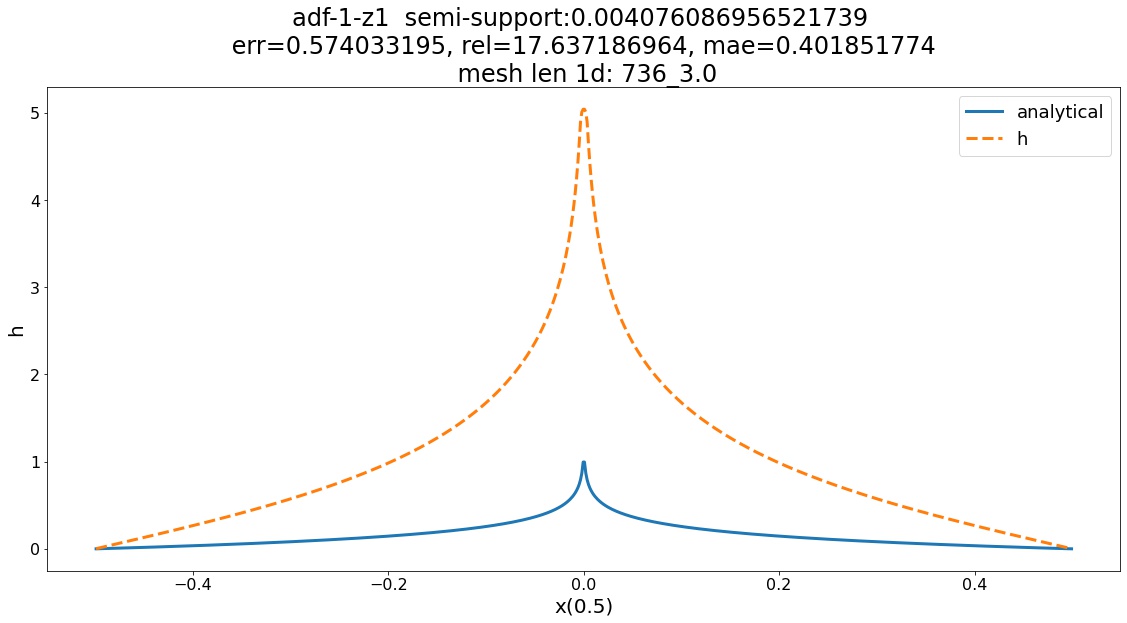 adf-1-z1  semi-support:0.004076086956521739
err=0.574033195, rel=17.637186964, mae=0.401851774
mesh len 1d: 736_3.0
analytical
h
h
5
4
3
2
1
0
−0.4
−0.2
0.0
0.2
0.4
x(0.5)